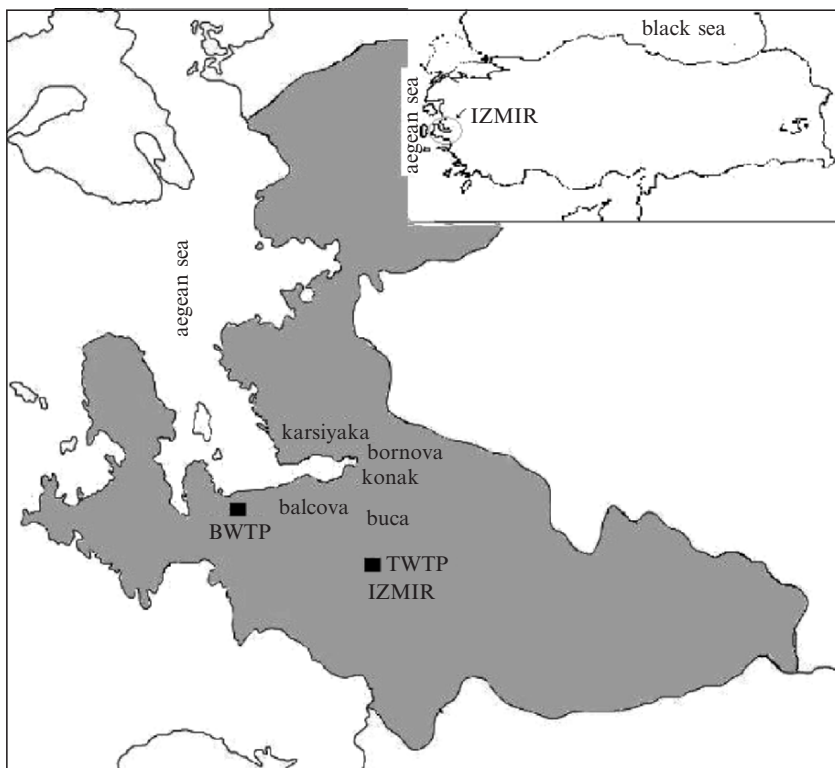 black sea
aegean sea
IZMIR
aegean sea
karsiyaka
bornova
konak
balcova
buca
BWTP
TWTP
IZMIR